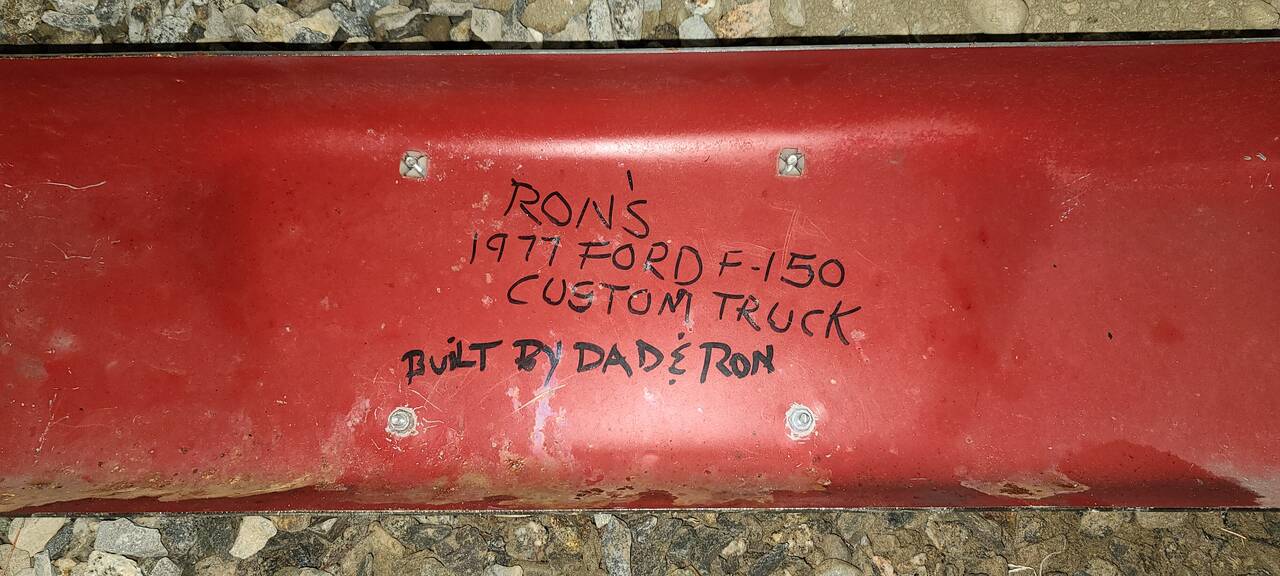 RON'S
1977 FORD F-150
CUSTOM TRUCK
BUiLT BY DAD & RON